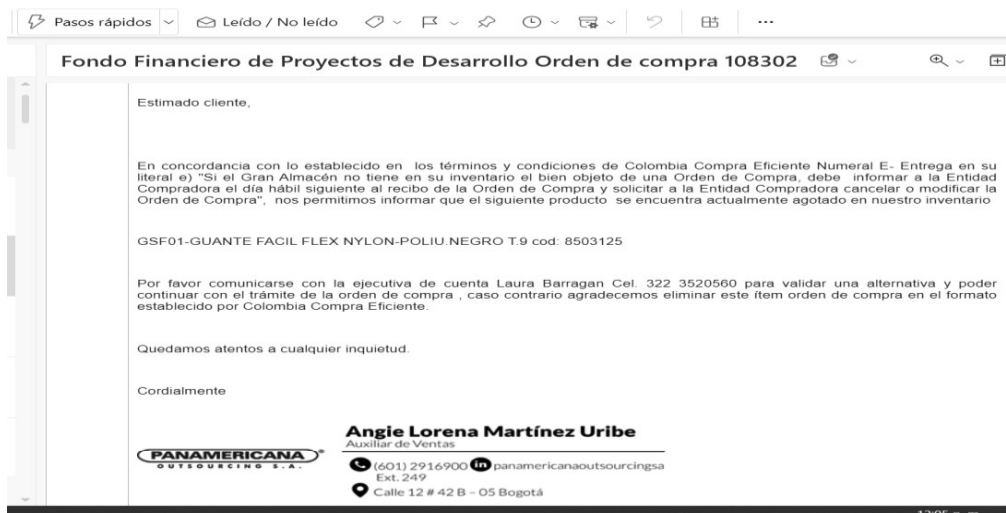 Pasos rápidos
Leído / No leído
Fondo Financiero de Proyectos de Desarrollo Orden de compra 108302
Estimado cliente,
En concordancia con lo establecido en los términos y condiciones de Colombia Compra Eficiente Numeral E- Entrega en su
literal e) "Si el Gran Almacén no tiene en su inventario el bien objeto de una Orden de Compra, debe informar a la Entidad
Compradora el día hábil siguiente al recibo de la Orden de Compra y solicitar a la Entidad Compradora cancelar o modificar la
Orden de Compra", nos permitimos informar que el siguiente producto se encuentra actualmente agotado en nuestro inventario
GSF01-GUANTE FACIL FLEX NYLON-POLIU.NEGRO T.9 cod: 8503125
Por favor comunicarse con la ejecutiva de cuenta Laura Barragan Cel. 322 3520560 para validar una alternativa y poder
continuar con el trámite de la orden de compra , caso contrario agradecemos eliminar este ítem orden de compra en el formato
establecido por Colombia Compra Eficiente.
Quedamos atentos a cualquier inquietud.
Cordialmente
Angie Lorena Martínez Uribe
Auxiliar de Ventas
PANAMERICANA
OUTSOURCING S.A.
(601) 2916900 in panamericanaoutsourcingsa
Ext. 249
Calle 12 # 42 B – 05 Bogotá